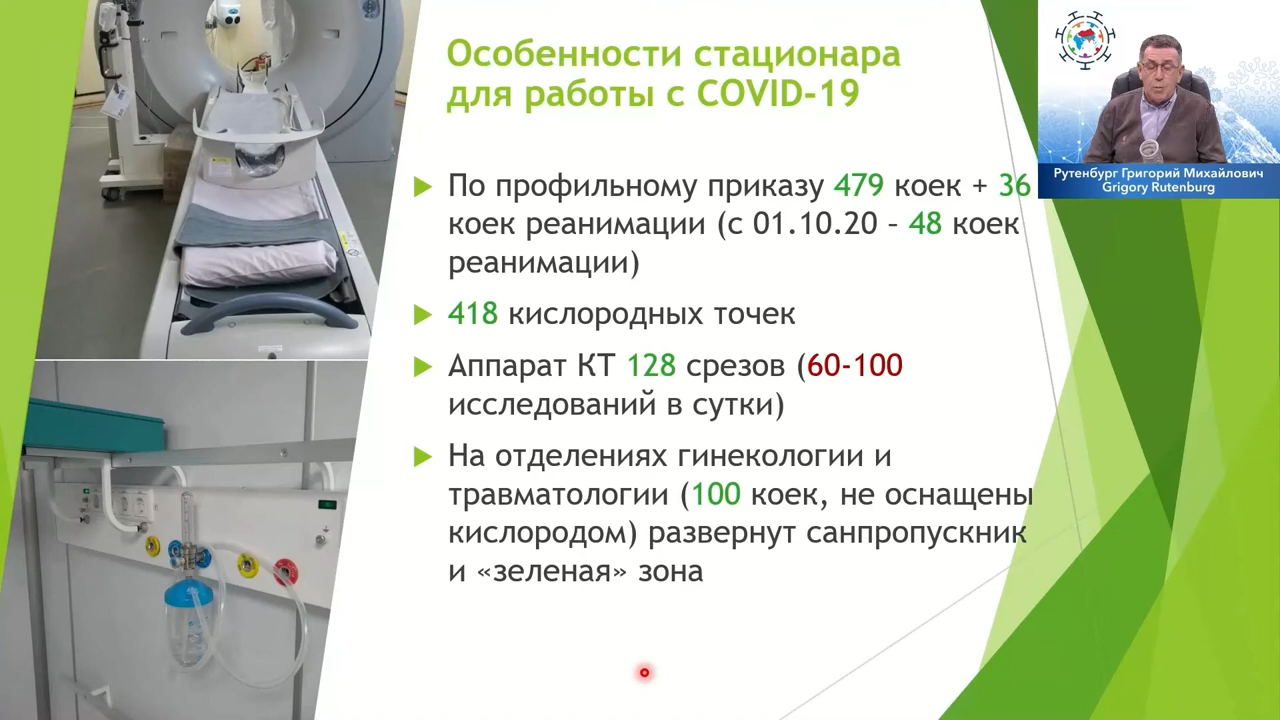 Особенности стационара
для работы с COVID-19
По профильному приказу 479 коек + 36
коек реанимации (с 01.10.20 – 48 коек
реанимации)
418 кислородных точек
Аппарат КТ 128 срезов (60-100
исследований в сутки)
На отделениях гинекологии и
травматологии (100 коек, не оснащены
кислородом) развернут санпропускник
и «зеленая» зона
Рутенбург Григорий Михайлович
Grigory Rutenburg